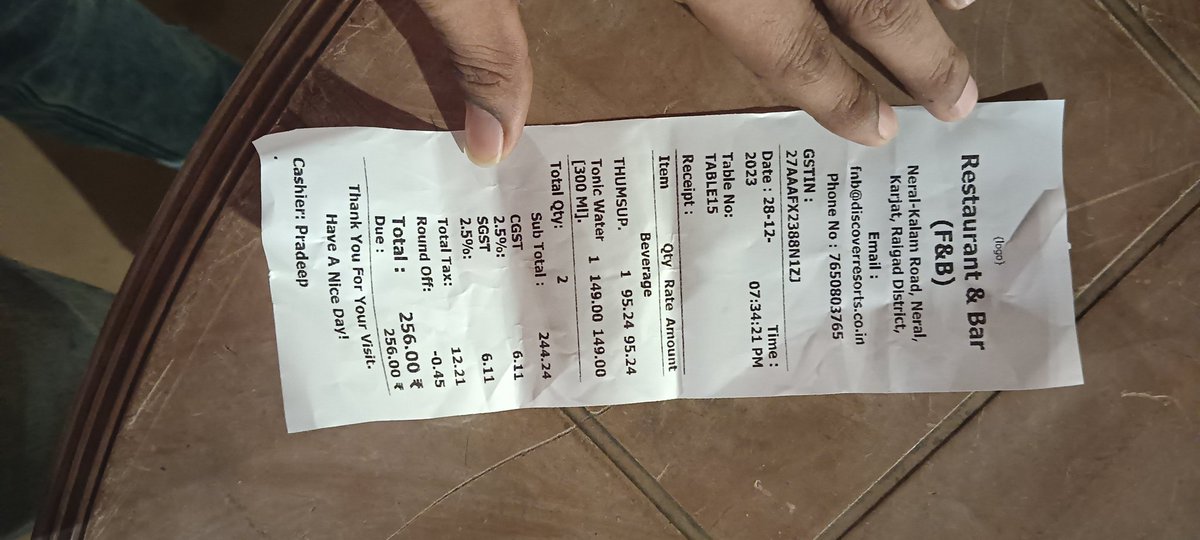 {logo}
Restaurant & Bar
(F&B)
Neral-Kalam Road, Neral,
Karjat, Raigad District,
Email :
fnb@discoverresorts.co.in
Phone No : 7650803765
GSTIN :
27AAAFX2388N1ZJ
Date : 28-12- Time :
2023 07:34:21 PM
Table No:
TABLE15
Receipt :
Item Qty Rate Amount
Beverage
THUMSUP. 1 95.24 95.24
Tonic Water 1 149.00 149.00
[300 Ml].
Total Qty: 2
Sub Total : 244.24
CGST 6.11
2.5%:
SGST 6.11
2.5%:
Total Tax: 12.21
Round Off: -0.45
Total : 256.00 ₹
Due : 256.00 ₹
Thank You For Your Visit.
Have A Nice Day!
Cashier: Pradeep
.